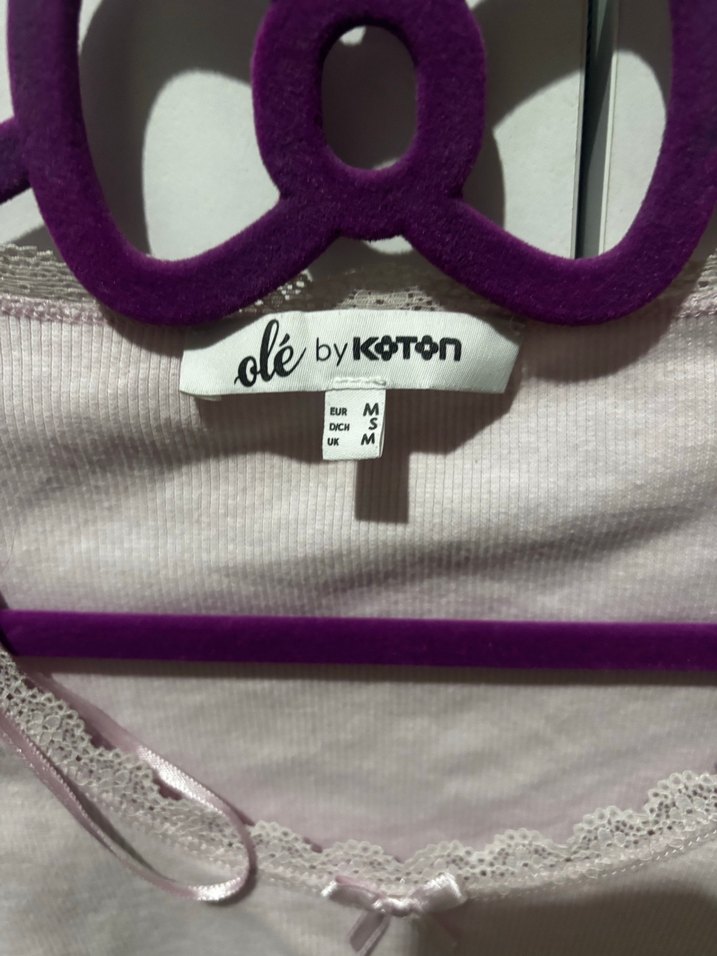 olé by KOTON
EUR M
D/CH S
UK M